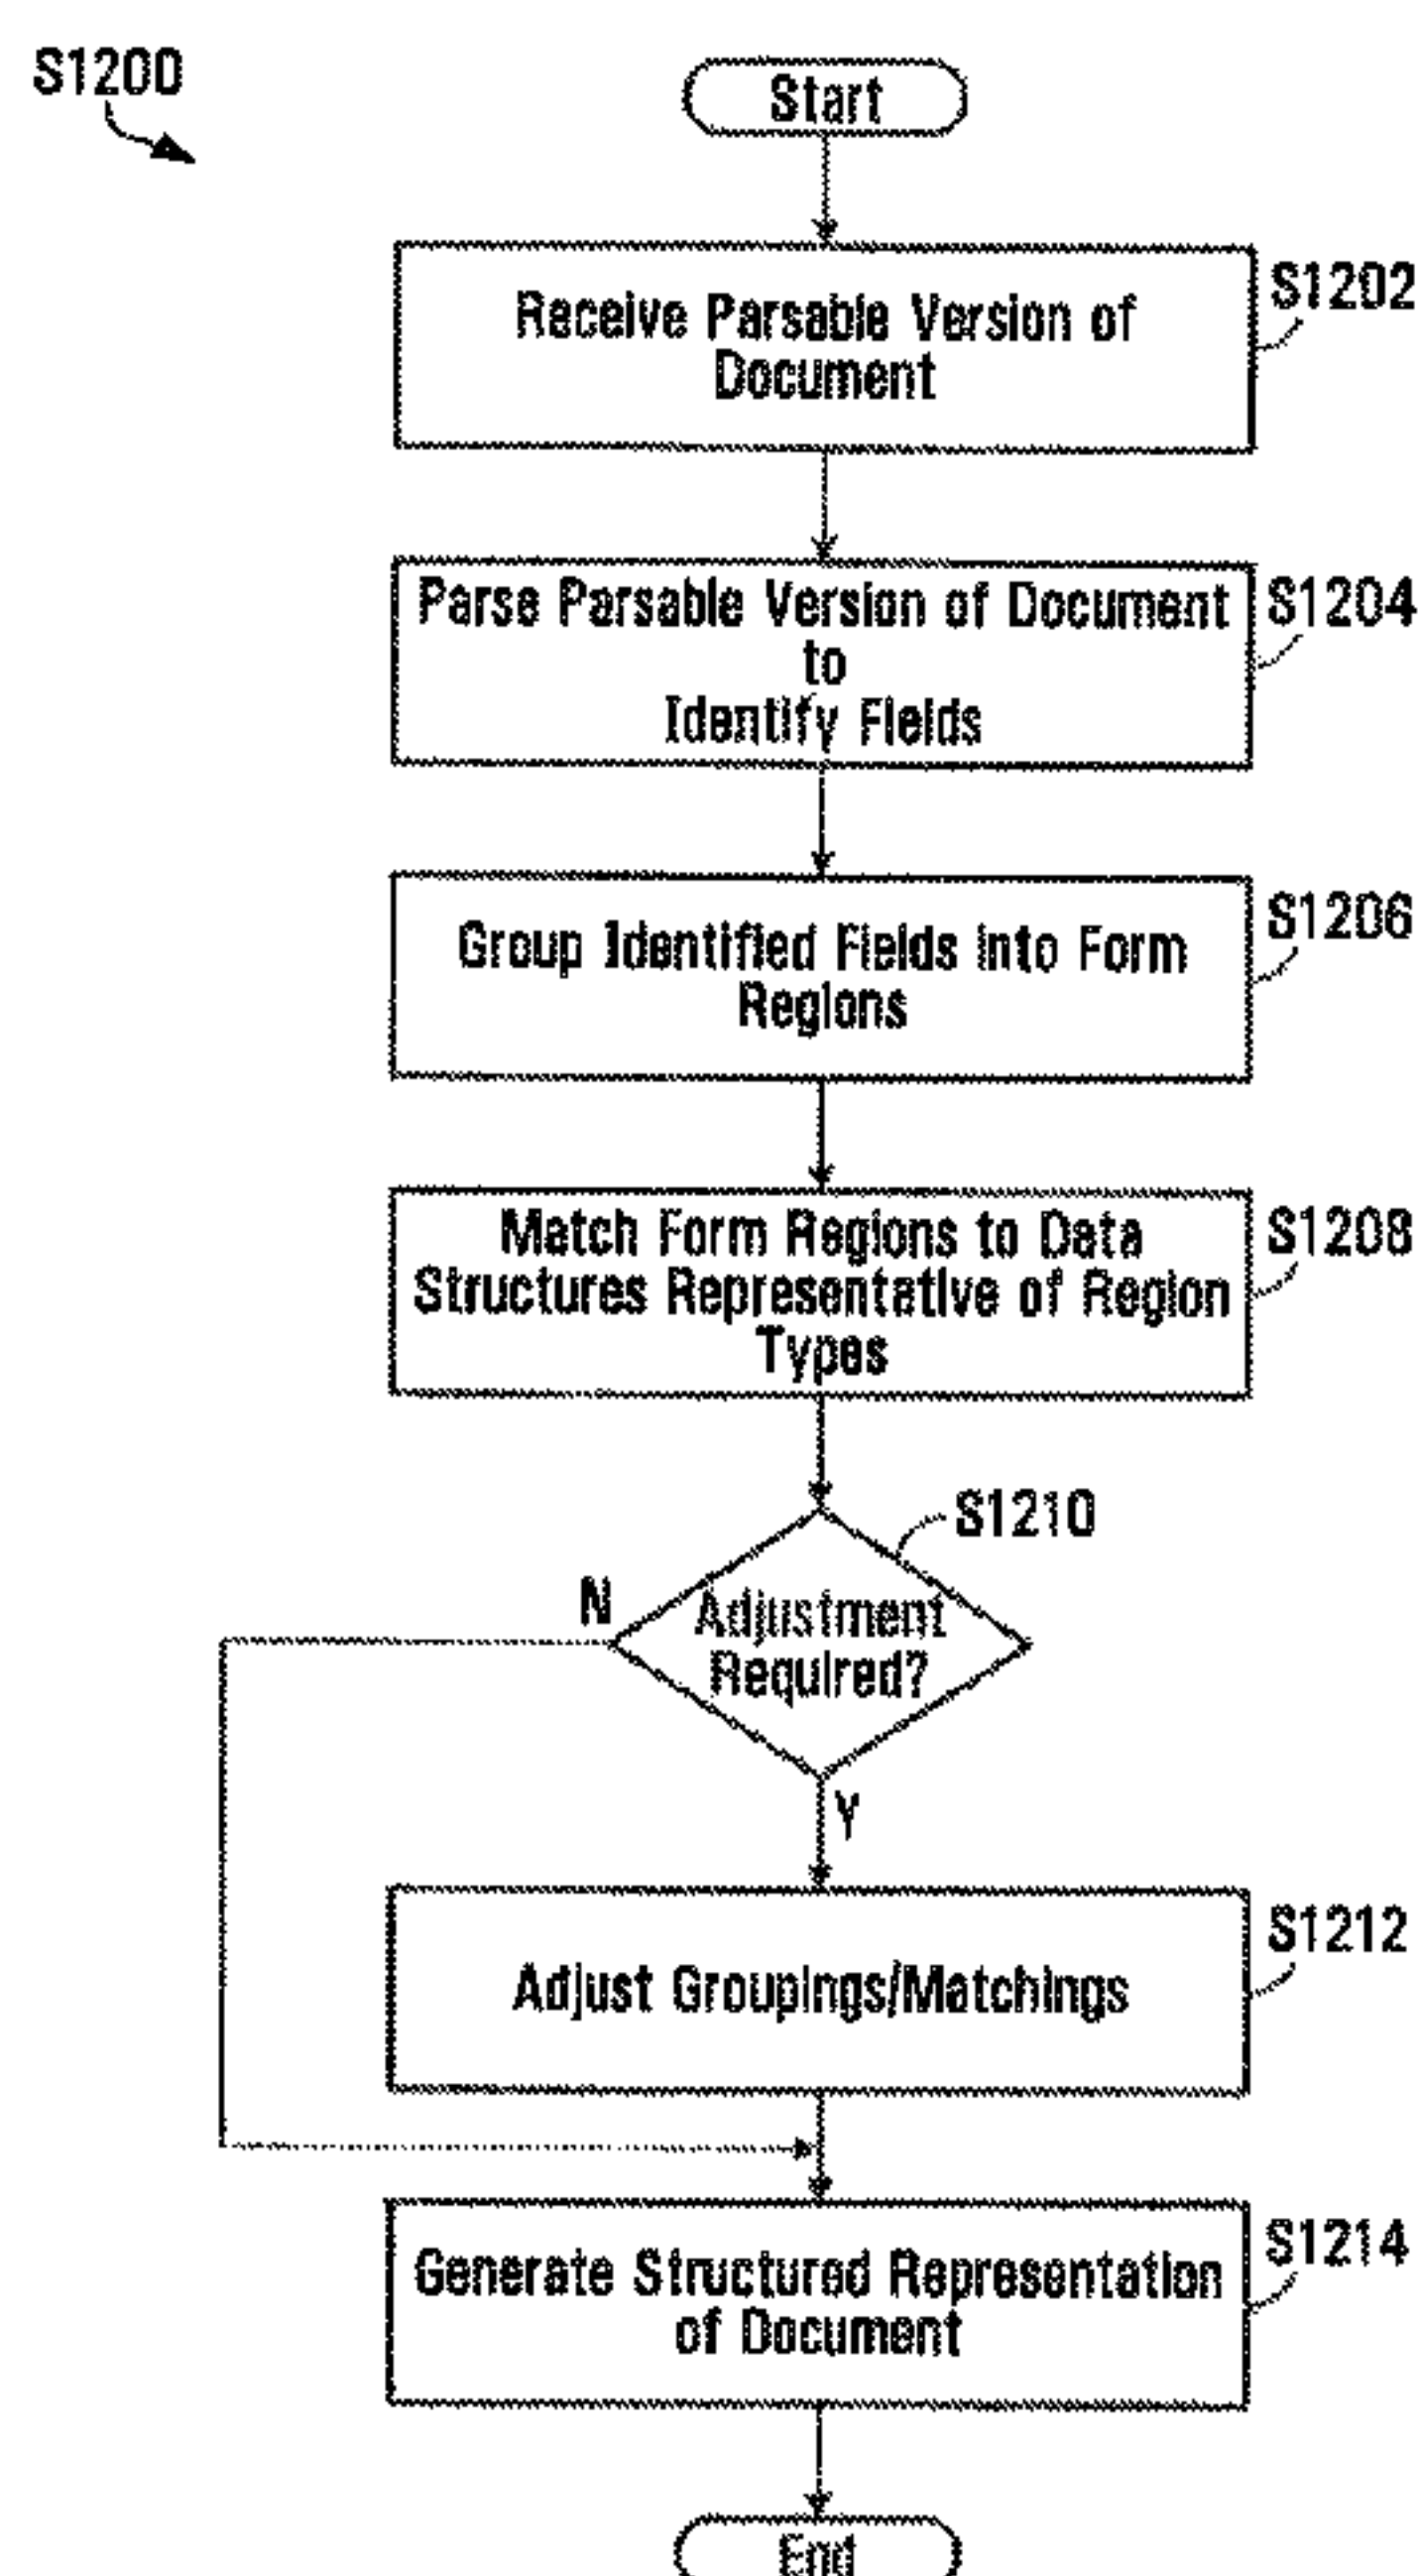 S1200
Start
Receive Parsable Version of
Document
S1202
Parse Parsable Version of Document
to
Identify Fields
S1204
Group Identified Fields into Form
Regions
S1206
Match Form Regions to Data
Structures Representative of Region
Types
S1208
S1210
Adjustment
Required?
N
Y
Adjust Groupings/Matchings
S1212
Generate Structured Representation
of Document
S1214
End